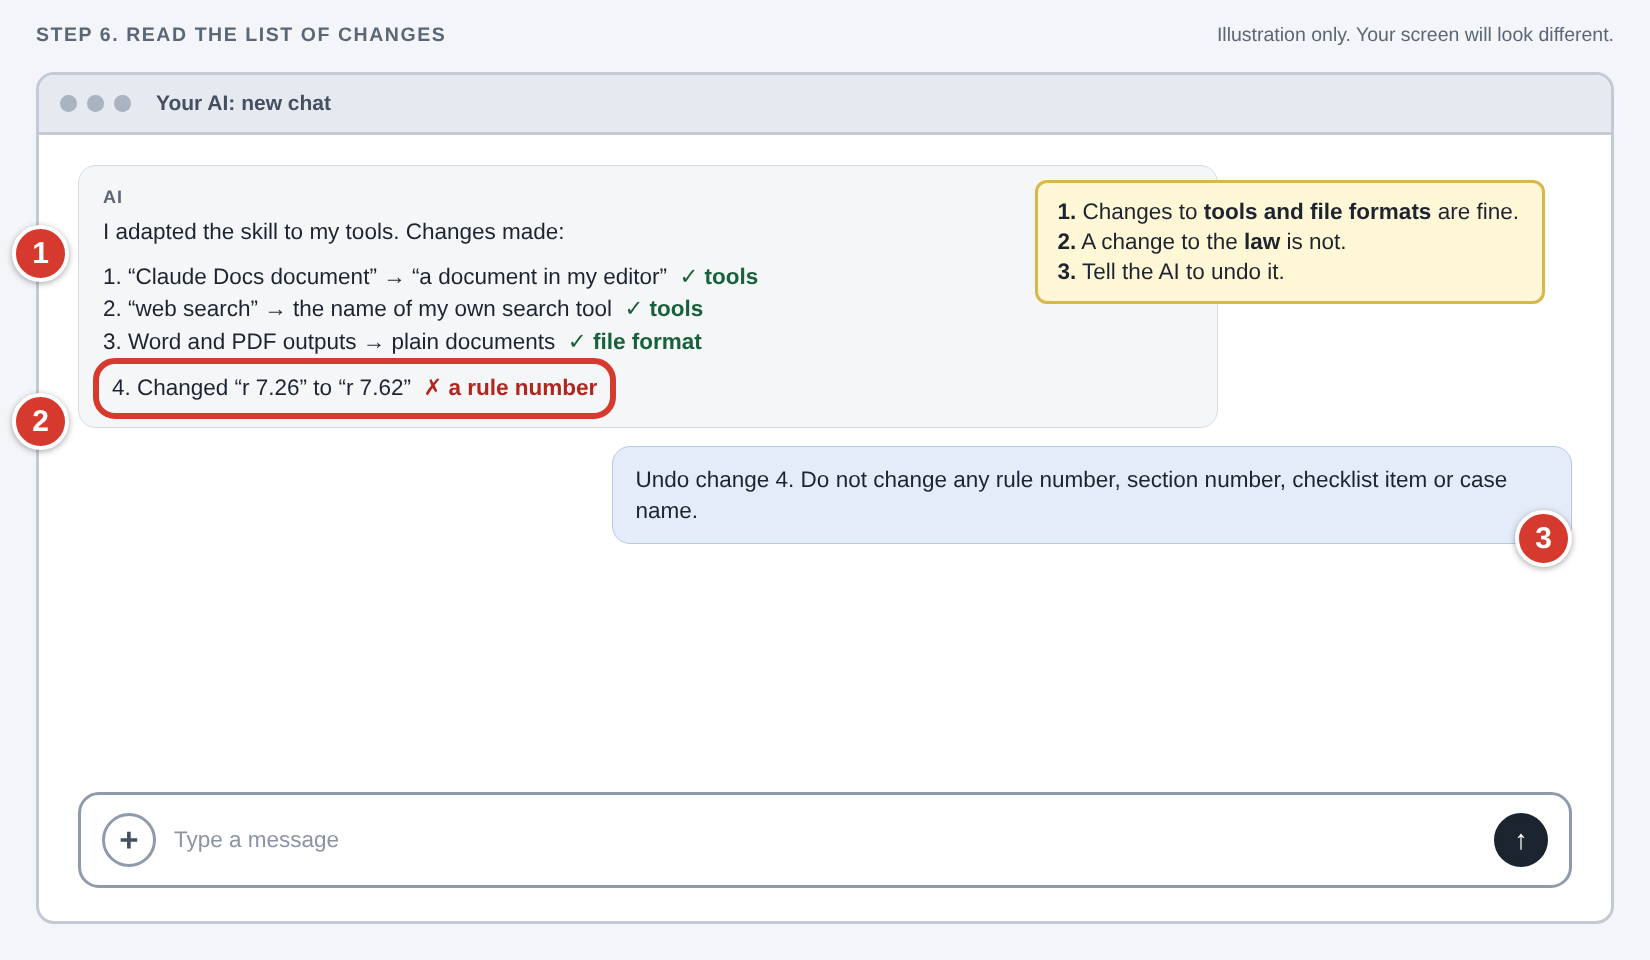 STEP 6. READ THE LIST OF CHANGES
Illustration only. Your screen will look different.
Your AI: new chat
AI
I adapted the skill to my tools. Changes made:
1. “Claude Docs document” → “a document in my editor” ✓ tools
2. “web search” → the name of my own search tool ✓ tools
3. Word and PDF outputs → plain documents ✓ file format
4. Changed “r 7.26” to “r 7.62” ✗ a rule number
1. Changes to tools and file formats are fine.
2. A change to the law is not.
3. Tell the AI to undo it.
1
2
Undo change 4. Do not change any rule number, section number, checklist item or case
name.
3
+
Type a message
↑